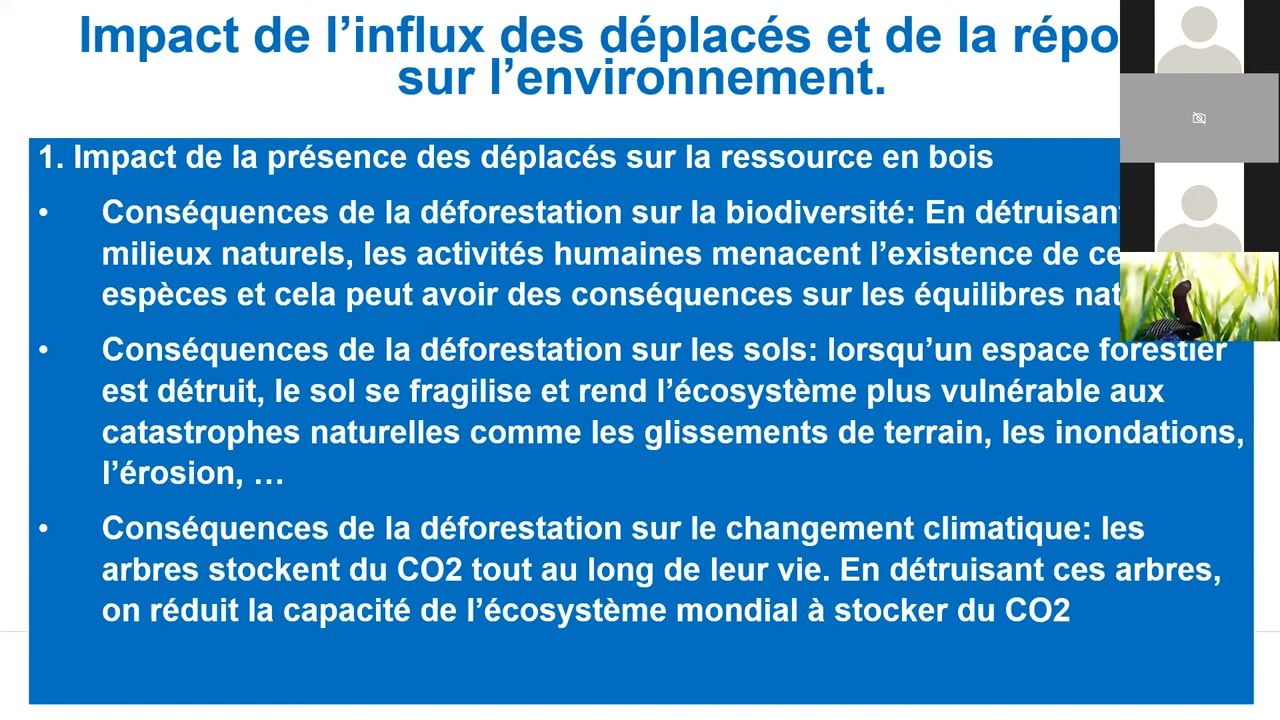 Impact de l’influx des déplacés et de la
sur l’environnement.
1. Impact de la présence des déplacés sur la ressource en bois
• Conséquences de la déforestation sur la biodiversité: En
milieux naturels, les activités humaines menacent l’existence de
espèces et cela peut avoir des conséquences sur les équilibres
• Conséquences de la déforestation sur les sols: lorsqu’un espace forestier
est détruit, le sol se fragilise et rend l’écosystème plus vulnérable aux
catastrophes naturelles comme les glissements de terrain, les inondations,
l’érosion, …
• Conséquences de la déforestation sur le changement climatique: les
arbres stockent du CO2 tout au long de leur vie. En détruisant ces arbres,
on réduit la capacité de l’écosystème mondial à stocker du CO2